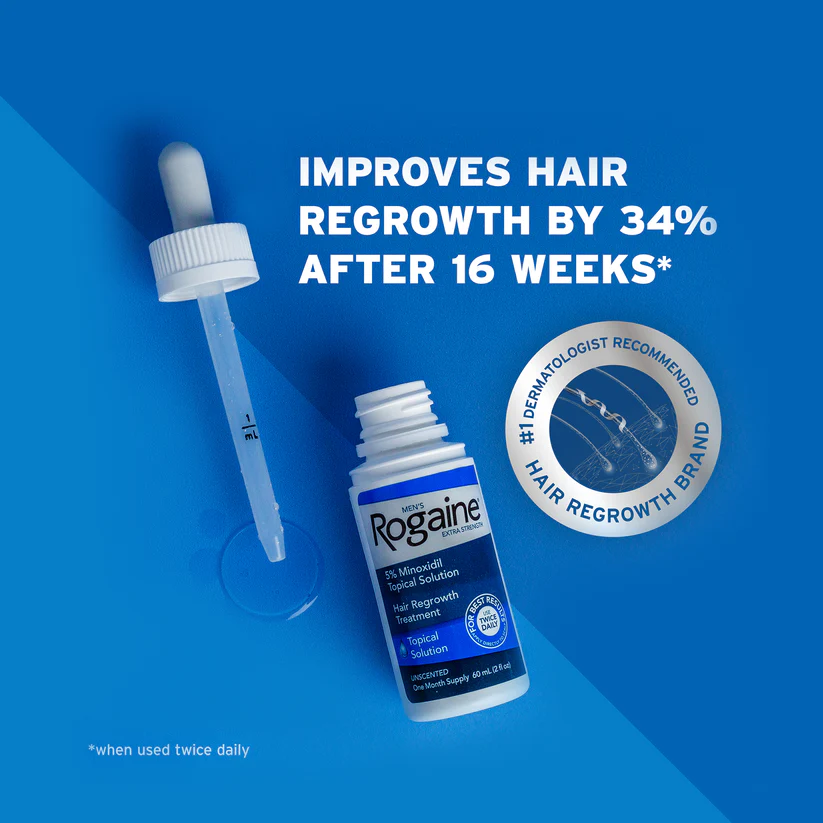 IMPROVES HAIR
REGROWTH BY 34%
AFTER 16 WEEKS*
#1 DERMATOLOGIST RECOMMENDED
HAIR REGROWTH BRAND
1
mL
MEN'S
Rogaine®
EXTRA STRENGTH
5% Minoxidil
Topical Solution
Hair Regrowth
Treatment
FOR BEST RESULTS
USE
TWICE
DAILY
Topical
Solution
UNSCENTED
One Month Supply 60 mL (2 fl oz)
*when used twice daily